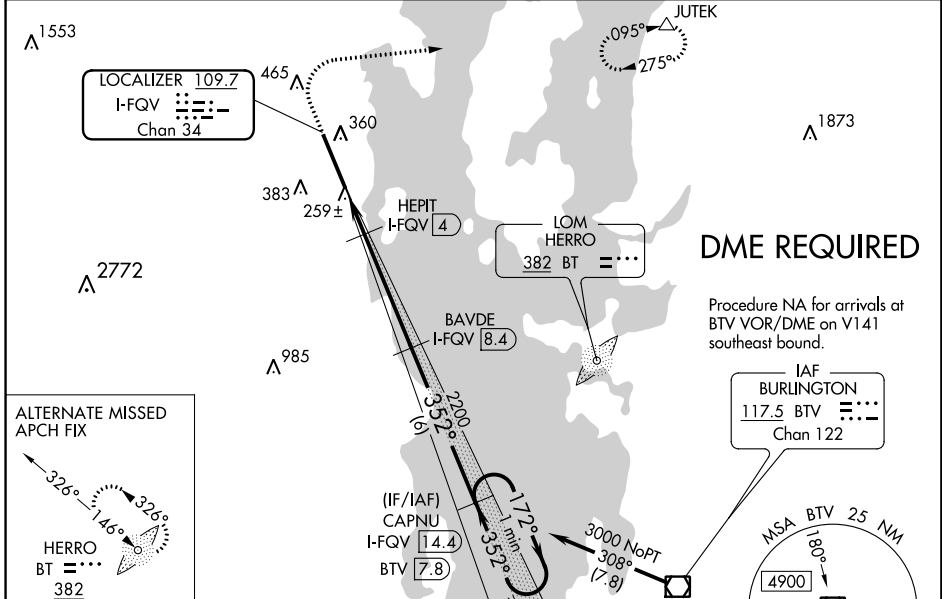 1553
JUTEK
095°
275°
LOCALIZER 109.7
I-FQV
Chan 34
465
360
1873
383
259±
HEPIT
I-FQV 4
LOM
HERRO
382 BT
DME REQUIRED
2772
Procedure NA for arrivals at
BTV VOR/DME on V141
southeast bound.
BAVDE
I-FQV 8.4
985
IAF
BURLINGTON
117.5 BTV
Chan 122
2200
352°
(6)
ALTERNATE MISSED
APCH FIX
326°
146°
326°
HERRO
BT
382
(IF/IAF)
CAPNU
I-FQV 14.4
BTV 7.8
172°
1 min
352°
3000 NoPT
308°
(7.8)
MSA BTV 25 NM
180°
4900